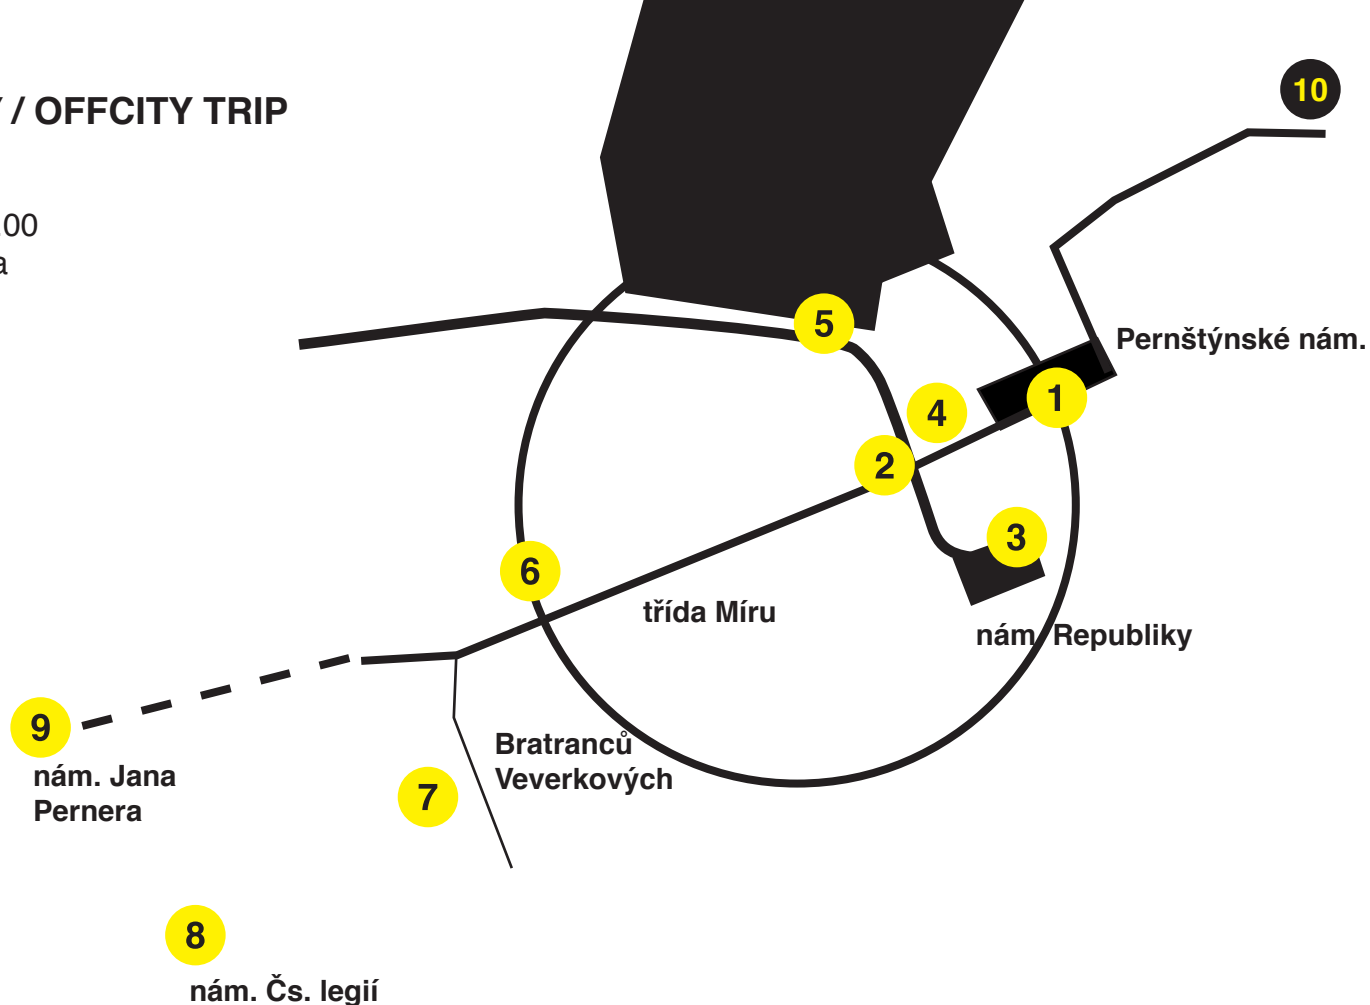 / OFFCITY TRIP
10
00
a
5
Pernštýnské nám.
1
4
2
3
6
třída Míru
nám. Republiky
9
Bratranců
Veverkových
nám. Jana
Pernera
7
8
nám. Čs. legií